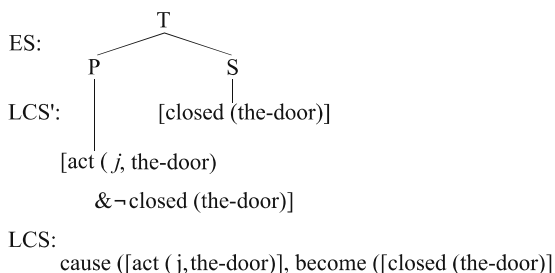 T
ES:
P S
LCS': [closed (the-door)]
[act ( j, the-door)
&¬closed (the-door)]
LCS:
cause ([act ( j,the-door)], become ([closed (the-door)]